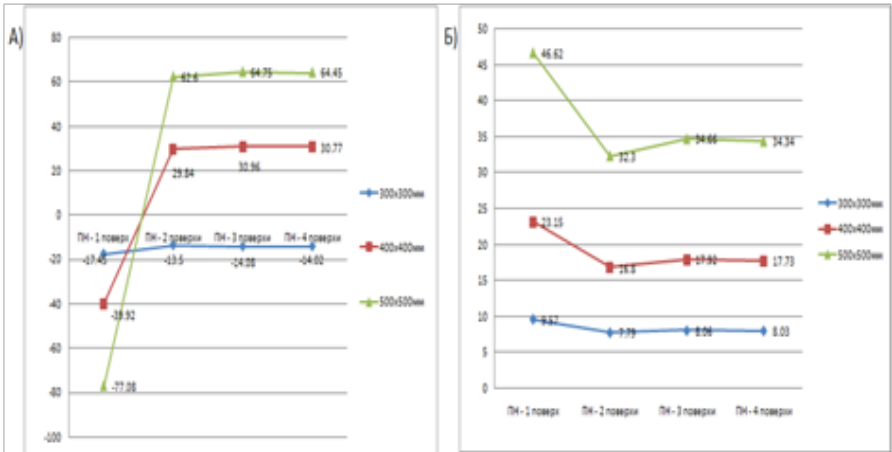 А)
80
60
40
20
0
-20
-40
-60
-80
-100
62.6
64.75
64.45
29.84
30.96
30.77
ПН - 1 поверх
ПН - 2 поверхи
ПН - 3 поверхи
ПН - 4 поверхи
-17.45
-13.5
-14.08
-14.02
-39.92
-77.08
300х300мм
400х400мм
500х500мм
Б)
50
45
40
35
30
25
20
15
10
5
0
46.62
32.3
34.66
34.34
23.15
16.8
17.92
17.73
9.57
7.79
8.06
8.03
ПН - 1 поверх
ПН - 2 поверхи
ПН - 3 поверхи
ПН - 4 поверхи
300х300мм
400х400мм
500х500мм